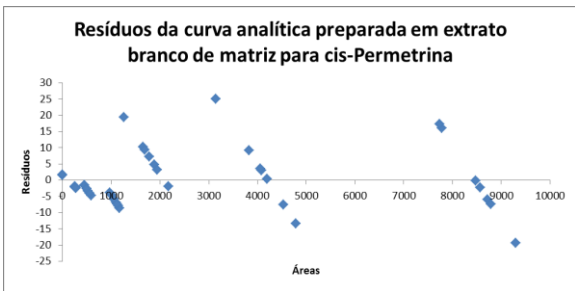 Resíduos da curva analítica preparada em extrato
branco de matriz para cis-Permetrina
30
25
20
15
10
5
0
-5
-10
-15
-20
-25
0 1000 2000 3000 4000 5000 6000 7000 8000 9000 10000
Resíduos
Áreas